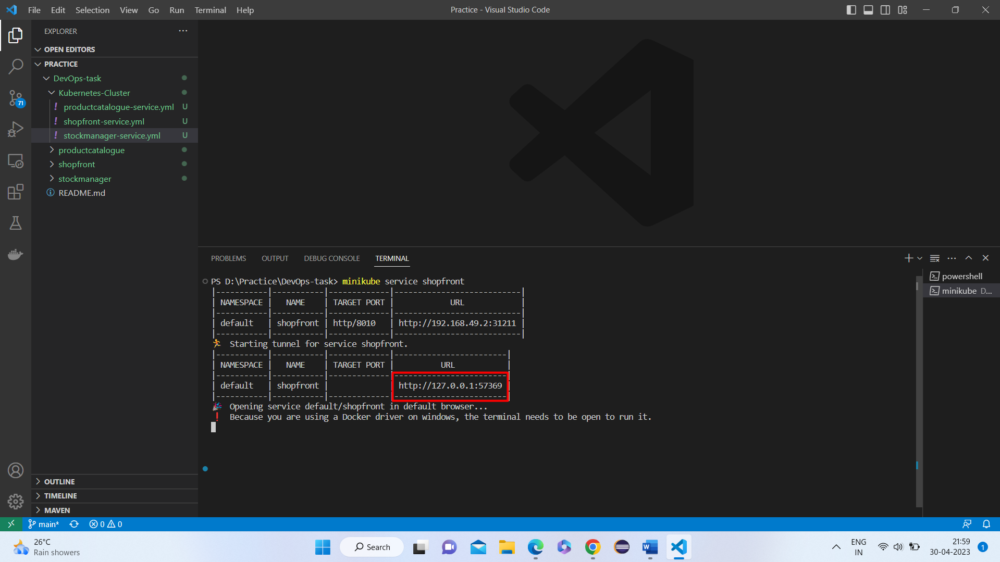 File Edit Selection View Go Run Terminal Help
Practice - Visual Studio Code
EXPLORER
OPEN EDITORS
PRACTICE
DevOps-task
Kubernetes-Cluster
! productcatalogue-service.yml U
! shopfront-service.yml U
! stockmanager-service.yml U
productcatalogue
shopfront
stockmanager
README.md
71
OUTLINE
TIMELINE
MAVEN
PROBLEMS OUTPUT DEBUG CONSOLE TERMINAL
PS D:\Practice\DevOps-task> minikube service shopfront
|-----------|-----------|-------------|---------------------------|
| NAMESPACE | NAME | TARGET PORT | URL |
|-----------|-----------|-------------|---------------------------|
| default | shopfront | http/8010 | http://192.168.49.2:31211 |
|-----------|-----------|-------------|---------------------------|
🏃 Starting tunnel for service shopfront.
|-----------|-----------|-------------|------------------------|
| NAMESPACE | NAME | TARGET PORT | URL |
|-----------|-----------|-------------|------------------------|
| default | shopfront | | http://127.0.0.1:57369 |
|-----------|-----------|-------------|------------------------|
🎉 Opening service default/shopfront in default browser...
❗ Because you are using a Docker driver on windows, the terminal needs to be open to run it.
powershell
minikube D...
main* 0 0
26°C
Rain showers
Search
ENG
IN
21:59
30-04-2023
1